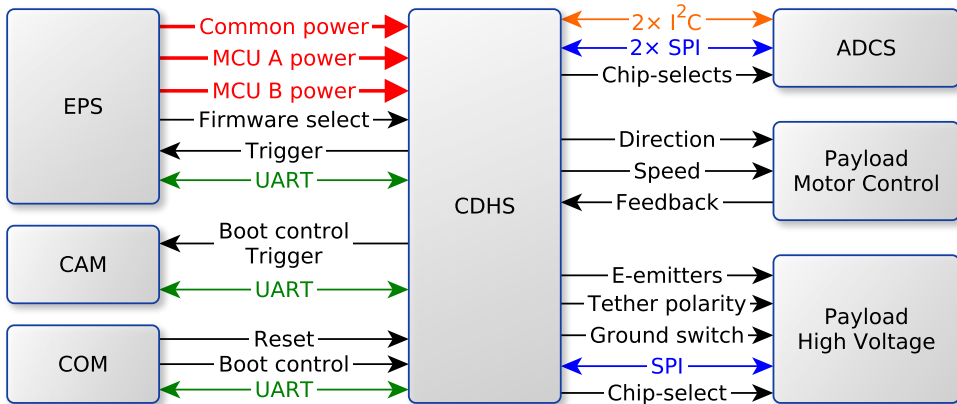 EPS
Common power
MCU A power
MCU B power
Firmware select
Trigger
UART
CAM
Boot control
Trigger
UART
COM
Reset
Boot control
UART
CDHS
2× I²C
2× SPI
Chip-selects
ADCS
Direction
Speed
Feedback
Payload
Motor Control
E-emitters
Tether polarity
Ground switch
SPI
Chip-select
Payload
High Voltage